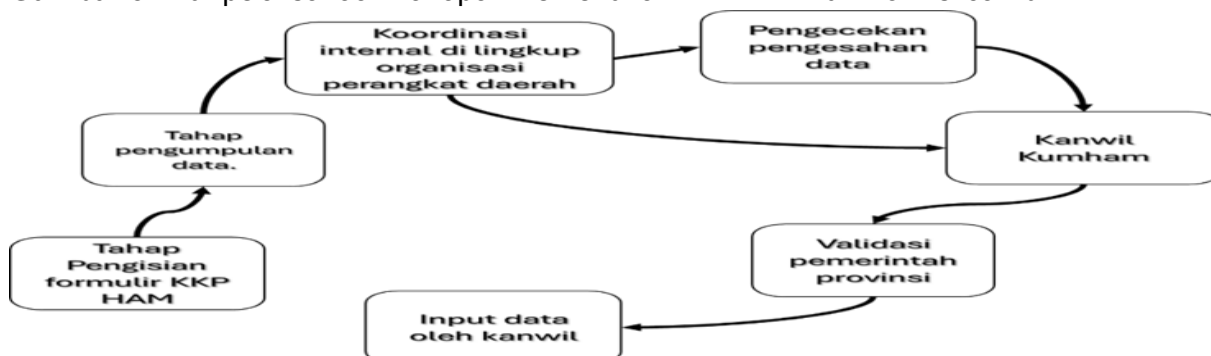 Koordinasi
internal di lingkup
organisasi
perangkat daerah
Pengecekan
pengesahan
data
Tahap
pengumpulan
data.
Kanwil
Kumham
Tahap
Pengisian
formulir KKP
HAM
Validasi
pemerintah
provinsi
Input data
oleh kanwil